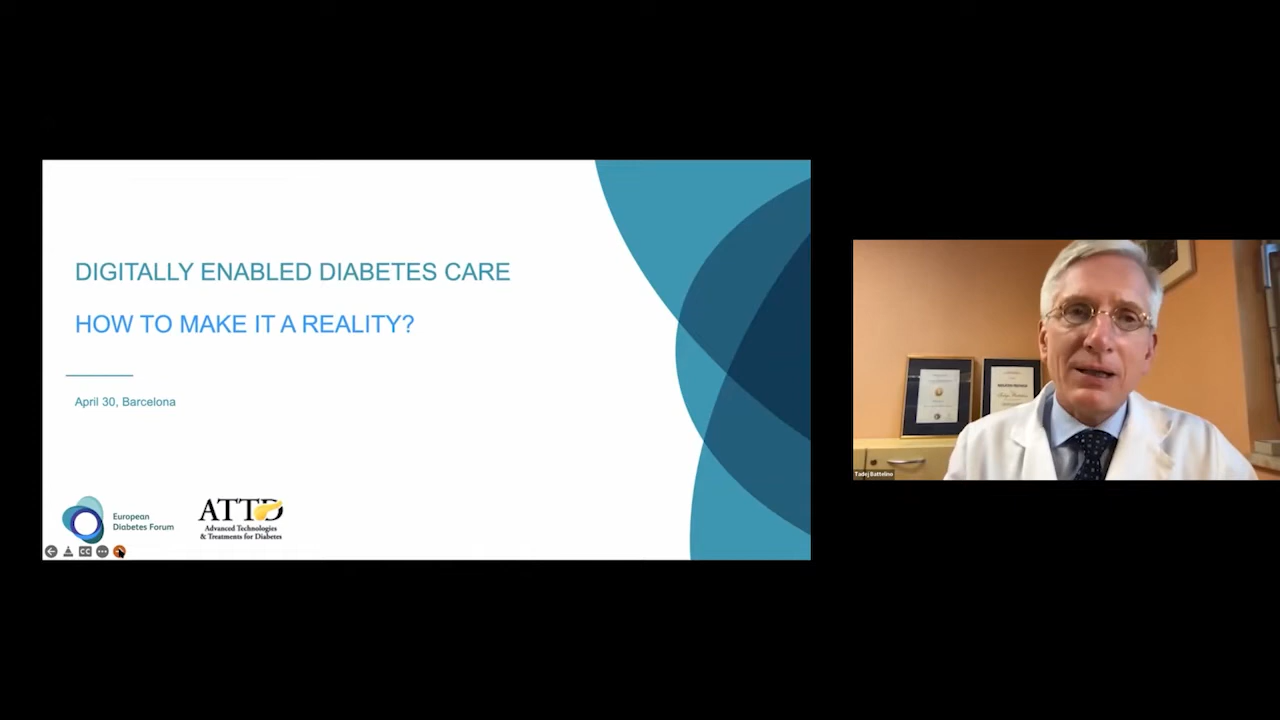 DIGITALLY ENABLED DIABETES CARE
HOW TO MAKE IT A REALITY?
April 30, Barcelona
European
Diabetes Forum
ATTD
Advanced Technologies
& Treatments for Diabetes
CC
Tadej Battelino